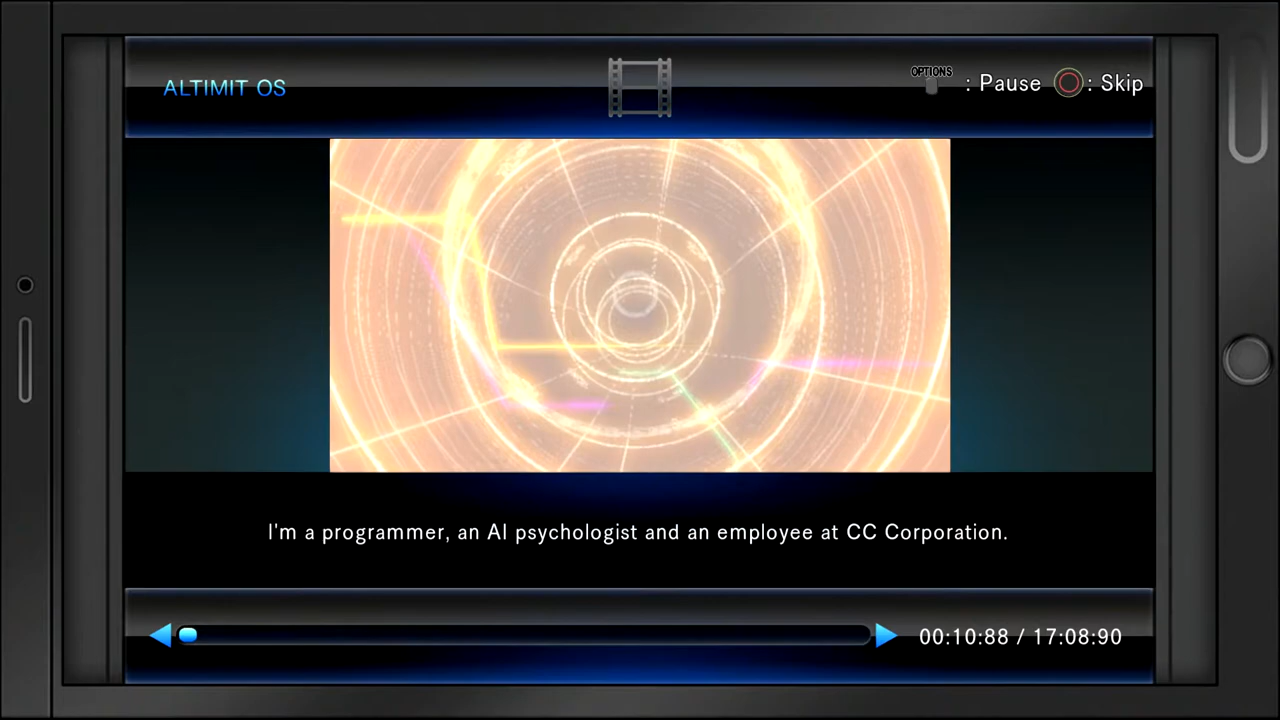 ALTIMIT OS
OPTIONS : Pause : Skip
I'm a programmer, an AI psychologist and an employee at CC Corporation.
00:10:88 / 17:08:90